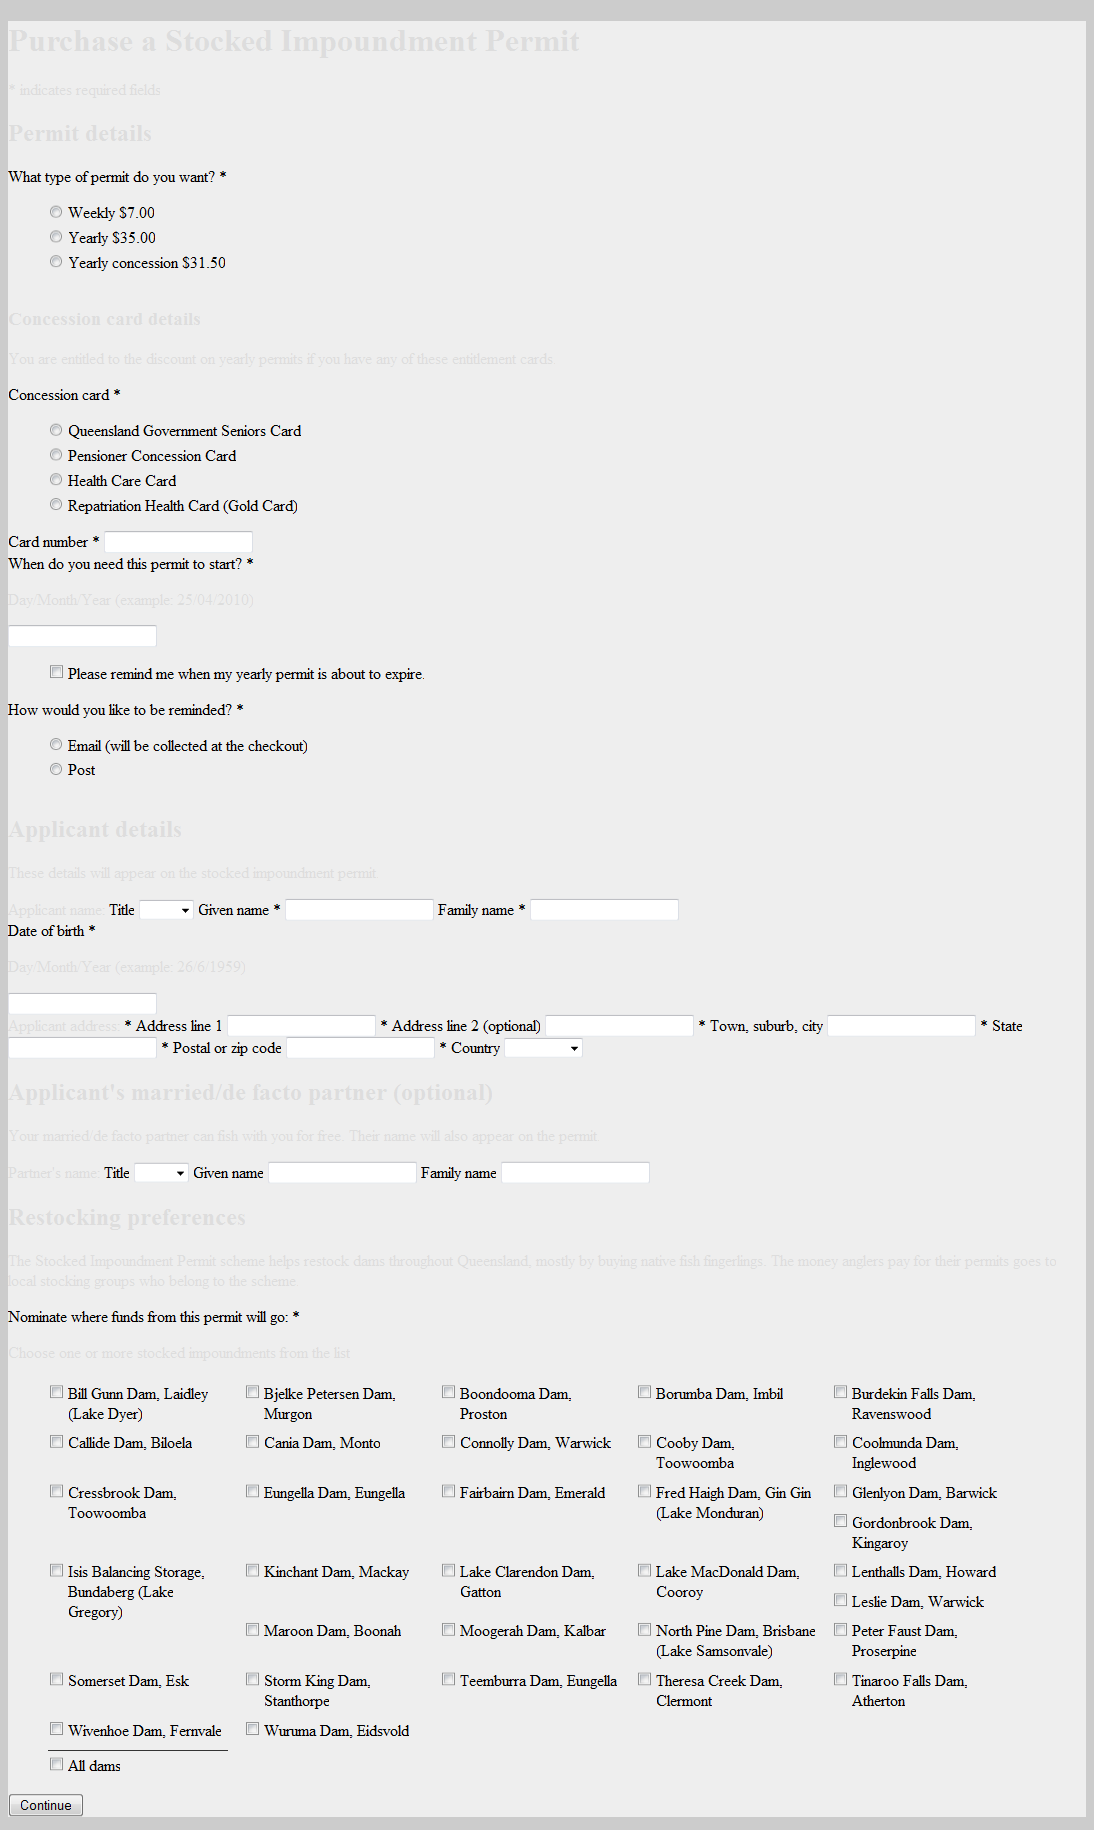 Purchase a Stocked Impoundment Permit
* indicates required fields
Permit details
What type of permit do you want? *
Weekly $7.00
Yearly $35.00
Yearly concession $31.50
Concession card details
You are entitled to the discount on yearly permits if you have any of these entitlement cards
Concession card *
Queensland Government Seniors Card
Pensioner Concession Card
Health Care Card
Repatriation Health Card (Gold Card)
Card number *
When do you need this permit to start? *
Day/Month/Year (example: 25/04/2010)
Please remind me when my yearly permit is about to expire.
How would you like to be reminded? *
Email (will be collected at the checkout)
Post
Applicant details
These details will appear on the stocked impoundment permit
Applicant name: Title Given name * Family name *
Date of birth *
Day/Month/Year (example: 26/6/1959)
Applicant address: * Address line 1 * Address line 2 (optional) * Town, suburb, city * State
* Postal or zip code * Country
Applicant's married/de facto partner (optional)
Your married/de facto partner can fish with you for free. Their name will also appear on the permit
Partner's name: Title Given name Family name
Restocking preferences
The Stocked Impoundment Permit scheme helps restock dams throughout Queensland, mostly by buying native fish fingerlings. The money anglers pay for their permits goes to
local stocking groups who belong to the scheme
Nominate where funds from this permit will go: *
Choose one or more stocked impoundments from the list
Bill Gunn Dam, Laidley Bjelke Petersen Dam, Boondooma Dam, Borumba Dam, Imbil Burdekin Falls Dam,
(Lake Dyer) Murgon Proston Ravenswood
Callide Dam, Biloela Cania Dam, Monto Connolly Dam, Warwick Cooby Dam, Coolmunda Dam,
Toowoomba Inglewood
Cressbrook Dam, Eungella Dam, Eungella Fairbairn Dam, Emerald Fred Haigh Dam, Gin Gin Glenlyon Dam, Barwick
Toowoomba (Lake Monduran)
Gordonbrook Dam,
Kingaroy
Isis Balancing Storage, Kinchant Dam, Mackay Lake Clarendon Dam, Lake MacDonald Dam, Lenthalls Dam, Howard
Bundaberg (Lake Gatton Cooroy
Leslie Dam, Warwick
Gregory)
Maroon Dam, Boonah Moogerah Dam, Kalbar North Pine Dam, Brisbane Peter Faust Dam,
(Lake Samsonvale) Proserpine
Somerset Dam, Esk Storm King Dam, Teemburra Dam, Eungella Theresa Creek Dam, Tinaroo Falls Dam,
Stanthorpe Clermont Atherton
Wivenhoe Dam, Fernvale Wuruma Dam, Eidsvold
All dams
Continue